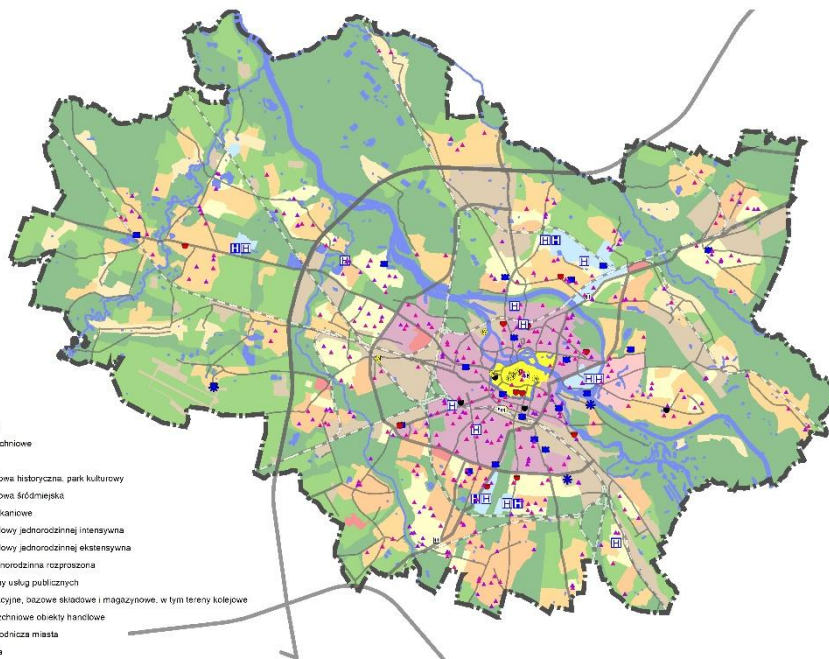 chniowe
owa historyczna, park kulturowy
owa śródmiejska
kaniowe
owy jednorodzinnej intensywna
owy jednorodzinnej ekstensywna
norodzinna rozproszona
ny usług publicznych
cyjne, bazowe składowe i magazynowe, w tym tereny kolejowe
zchniowe obiekty handlowe
odnicza miasta
a
H H
H
H H
H
H
H
H H
H
H
H H
H H
H